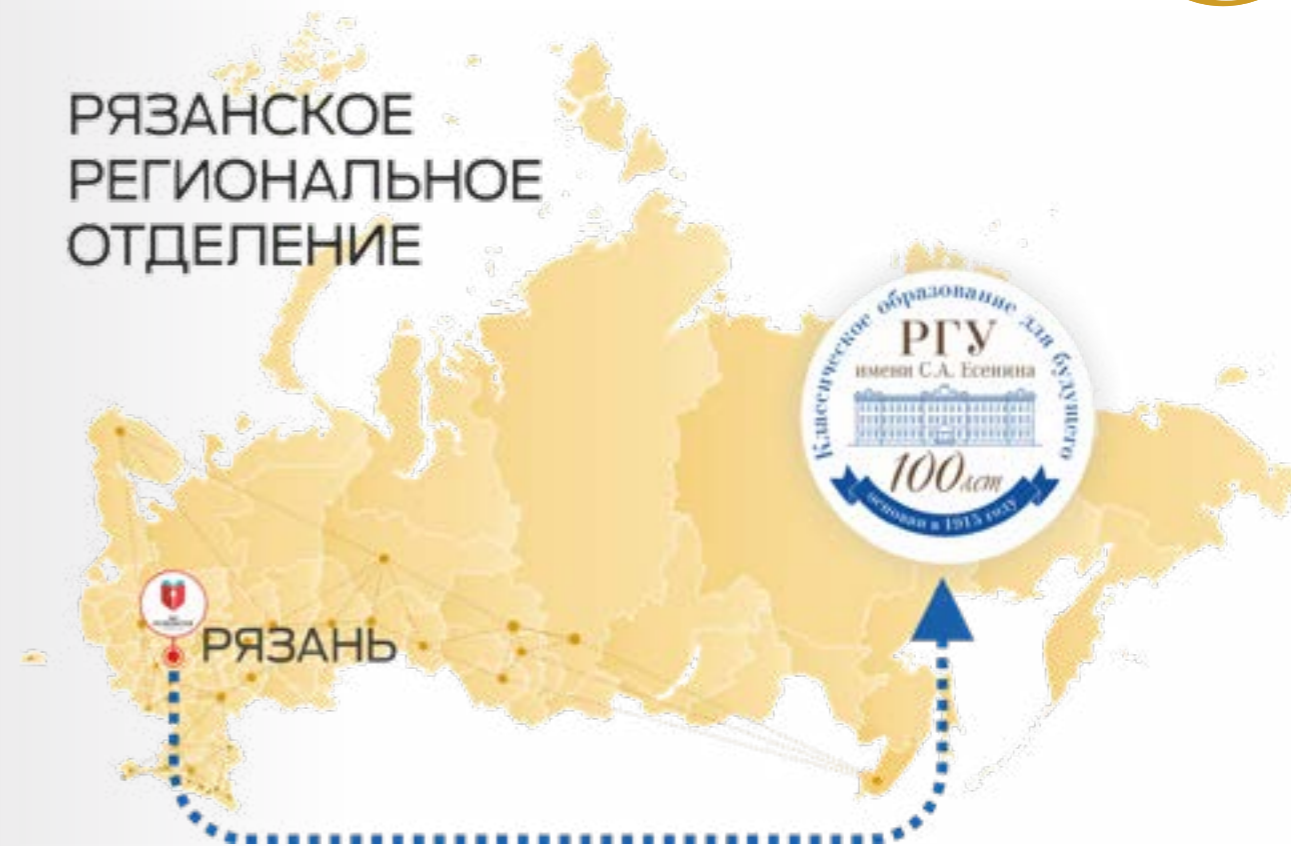 РЯЗАНСКОЕ
РЕГИОНАЛЬНОЕ
ОТДЕЛЕНИЕ
Классическое образование для будущего
РГУ
имени С.А. Есенина
100 лет
основан в 1915 году
РЯЗАНЬ